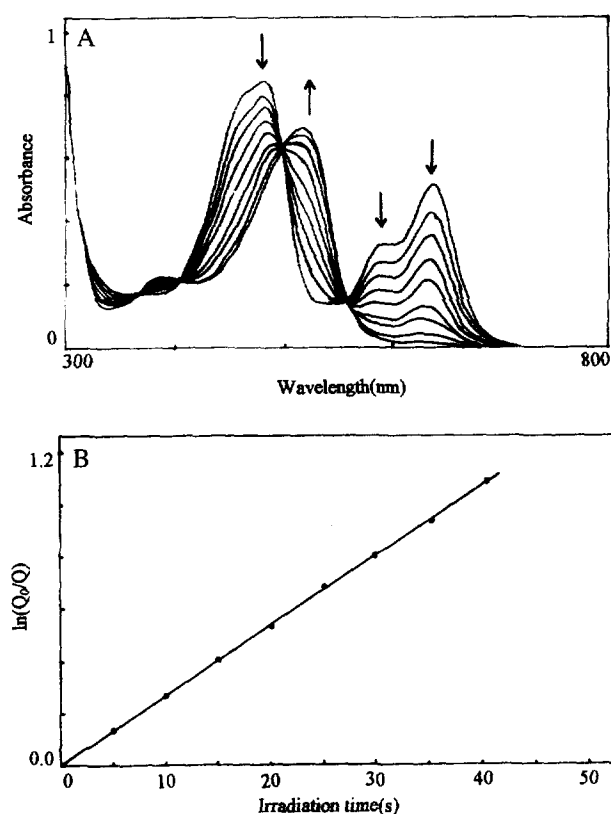 A
1
Absorbance
0
300
800
Wavelength(nm)
B
1.2
ln(Q₀/Q)
0.0
0 10 20 30 40 50
Irradiation time(s)